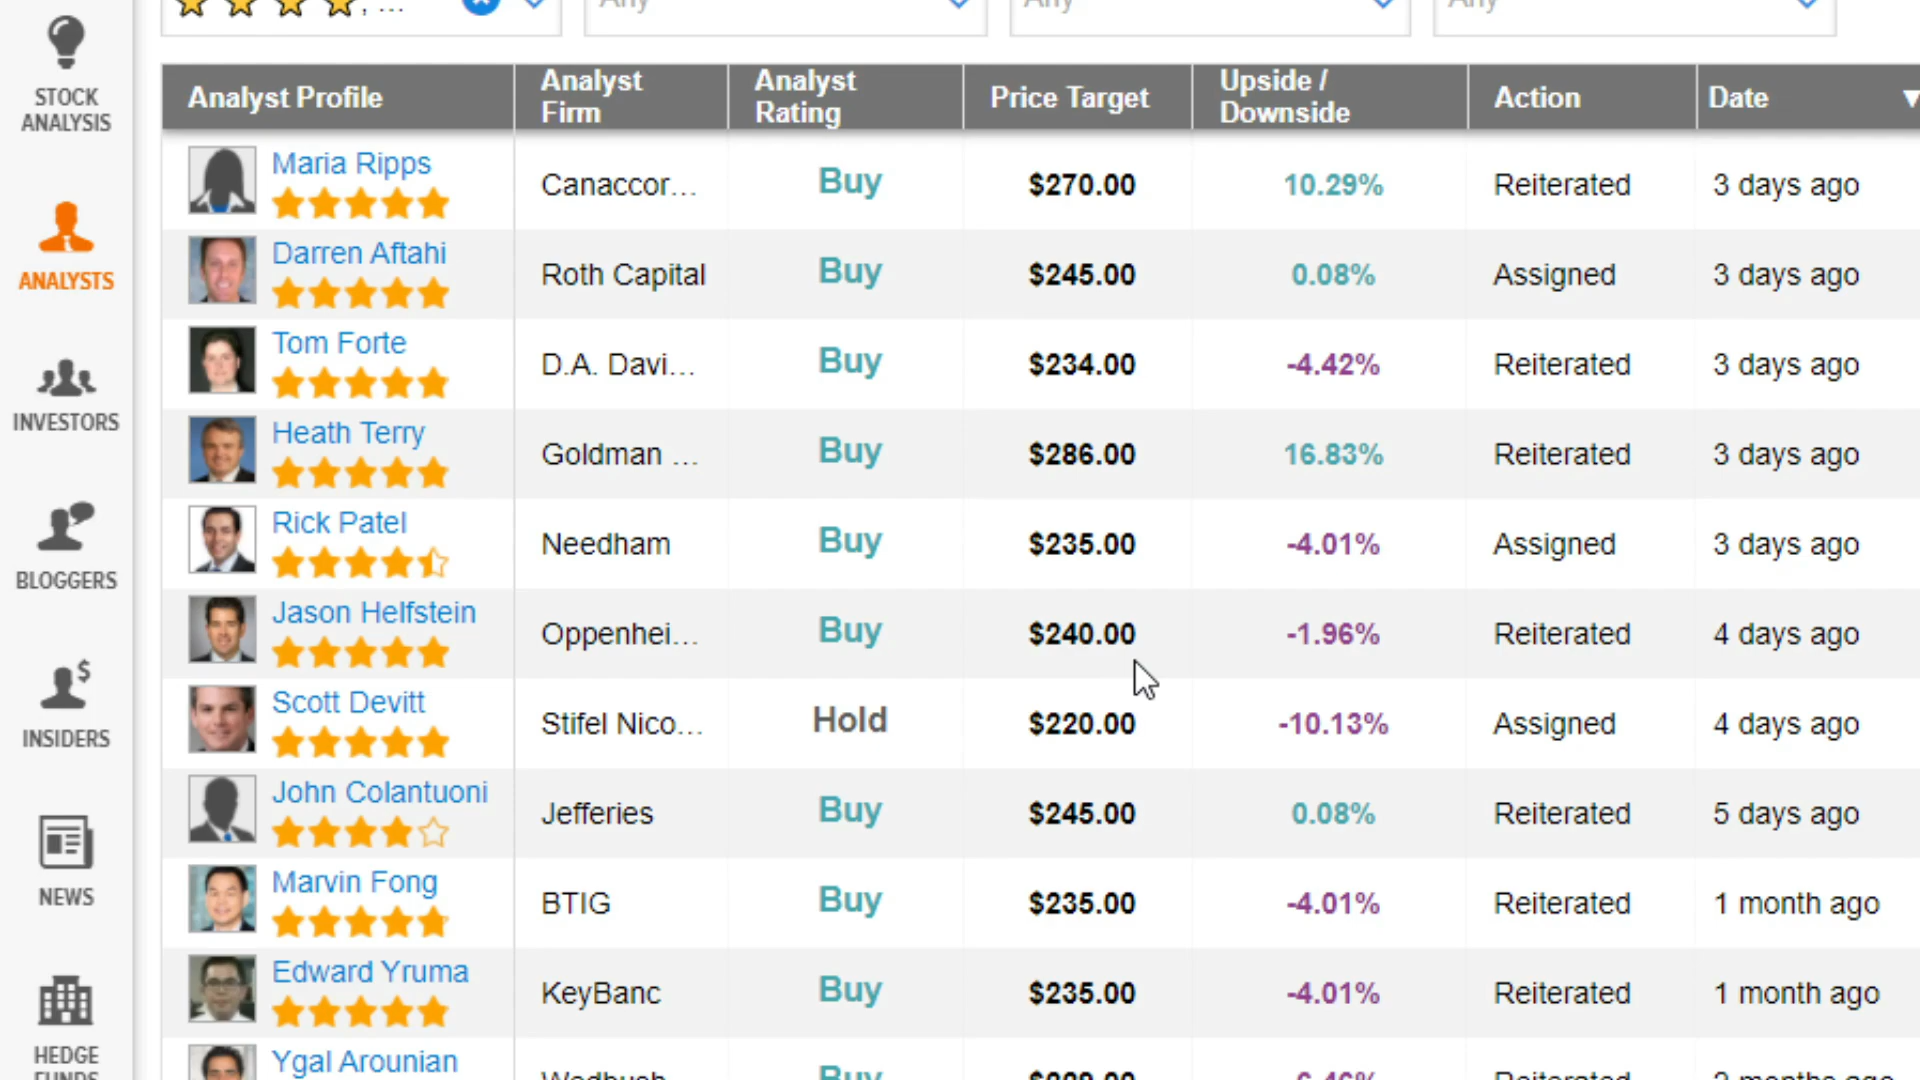 Any
Any
Any
STOCK
ANALYSIS
ANALYSTS
INVESTORS
BLOGGERS
$
INSIDERS
NEWS
HEDGE
FUNDS
Analyst Profile
Analyst
Firm
Analyst
Rating
Price Target
Upside /
Downside
Action
Date
Maria Ripps
Canaccor...
Buy
$270.00
10.29%
Reiterated
3 days ago
Darren Aftahi
Roth Capital
Buy
$245.00
0.08%
Assigned
3 days ago
Tom Forte
D.A. Davi...
Buy
$234.00
-4.42%
Reiterated
3 days ago
Heath Terry
Goldman ...
Buy
$286.00
16.83%
Reiterated
3 days ago
Rick Patel
Needham
Buy
$235.00
-4.01%
Assigned
3 days ago
Jason Helfstein
Oppenhei...
Buy
$240.00
-1.96%
Reiterated
4 days ago
Scott Devitt
Stifel Nico...
Hold
$220.00
-10.13%
Assigned
4 days ago
John Colantuoni
Jefferies
Buy
$245.00
0.08%
Reiterated
5 days ago
Marvin Fong
BTIG
Buy
$235.00
-4.01%
Reiterated
1 month ago
Edward Yruma
KeyBanc
Buy
$235.00
-4.01%
Reiterated
1 month ago
Ygal Arounian
Wedbush
Buy
Reiterated